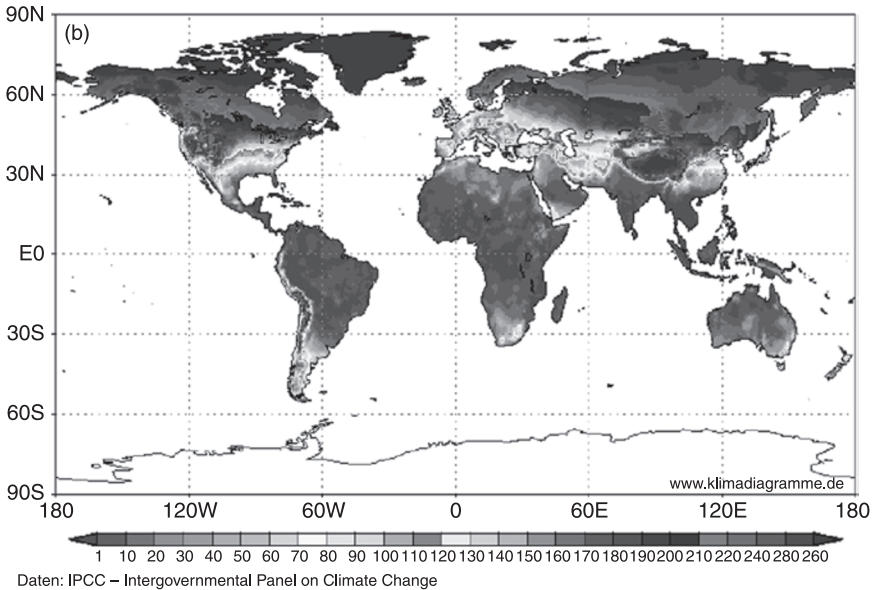 90N
(b)
60N
30N
E0
30S
60S
www.klimadiagramme.de
90S
180 120W 60W 0 60E 120E 180
1 10 20 30 40 50 60 70 80 90 100 110 120 130 140 150 160 170 180 190 200 210 220 240 280 260
Daten: IPCC – Intergovernmental Panel on Climate Change